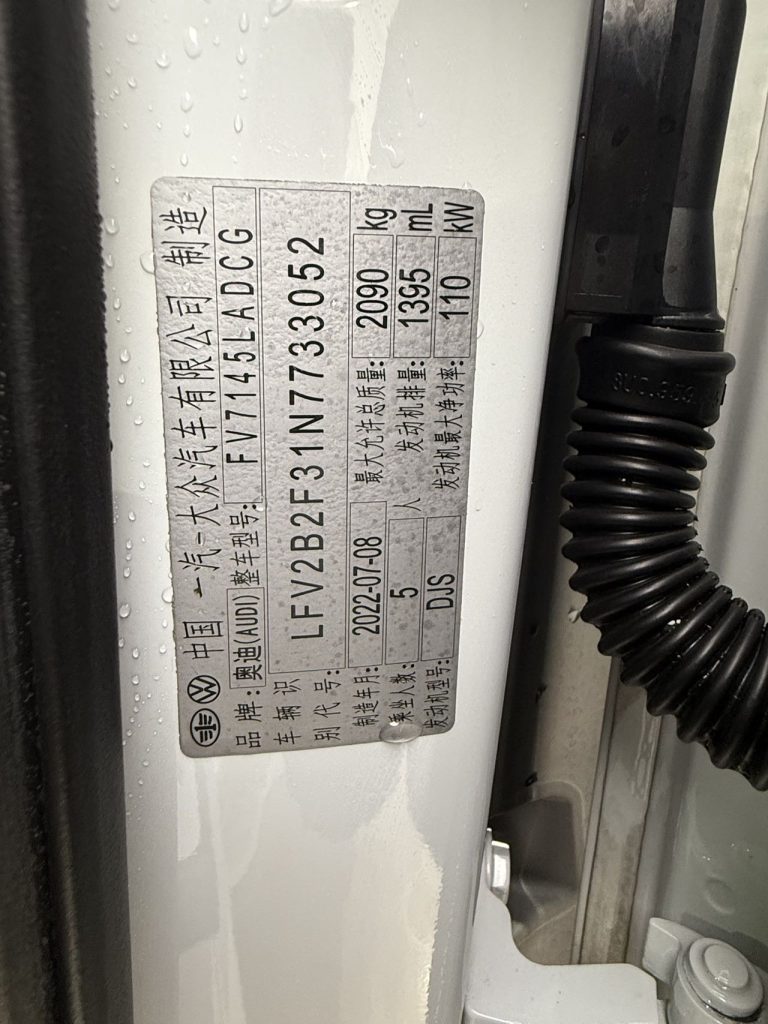 中国 一汽-大众汽车有限公司 制造
品牌: 奥迪(AUDI) 整车型号: FV7145LADCG
车辆识别代号: LFV2B2F31N7733052
制造年月: 2022-07-08 最大允许总质量: 2090 kg
乘坐人数: 5 人 发动机排量: 1395 mL
发动机型号: DJS 发动机最大净功率: 110 kW